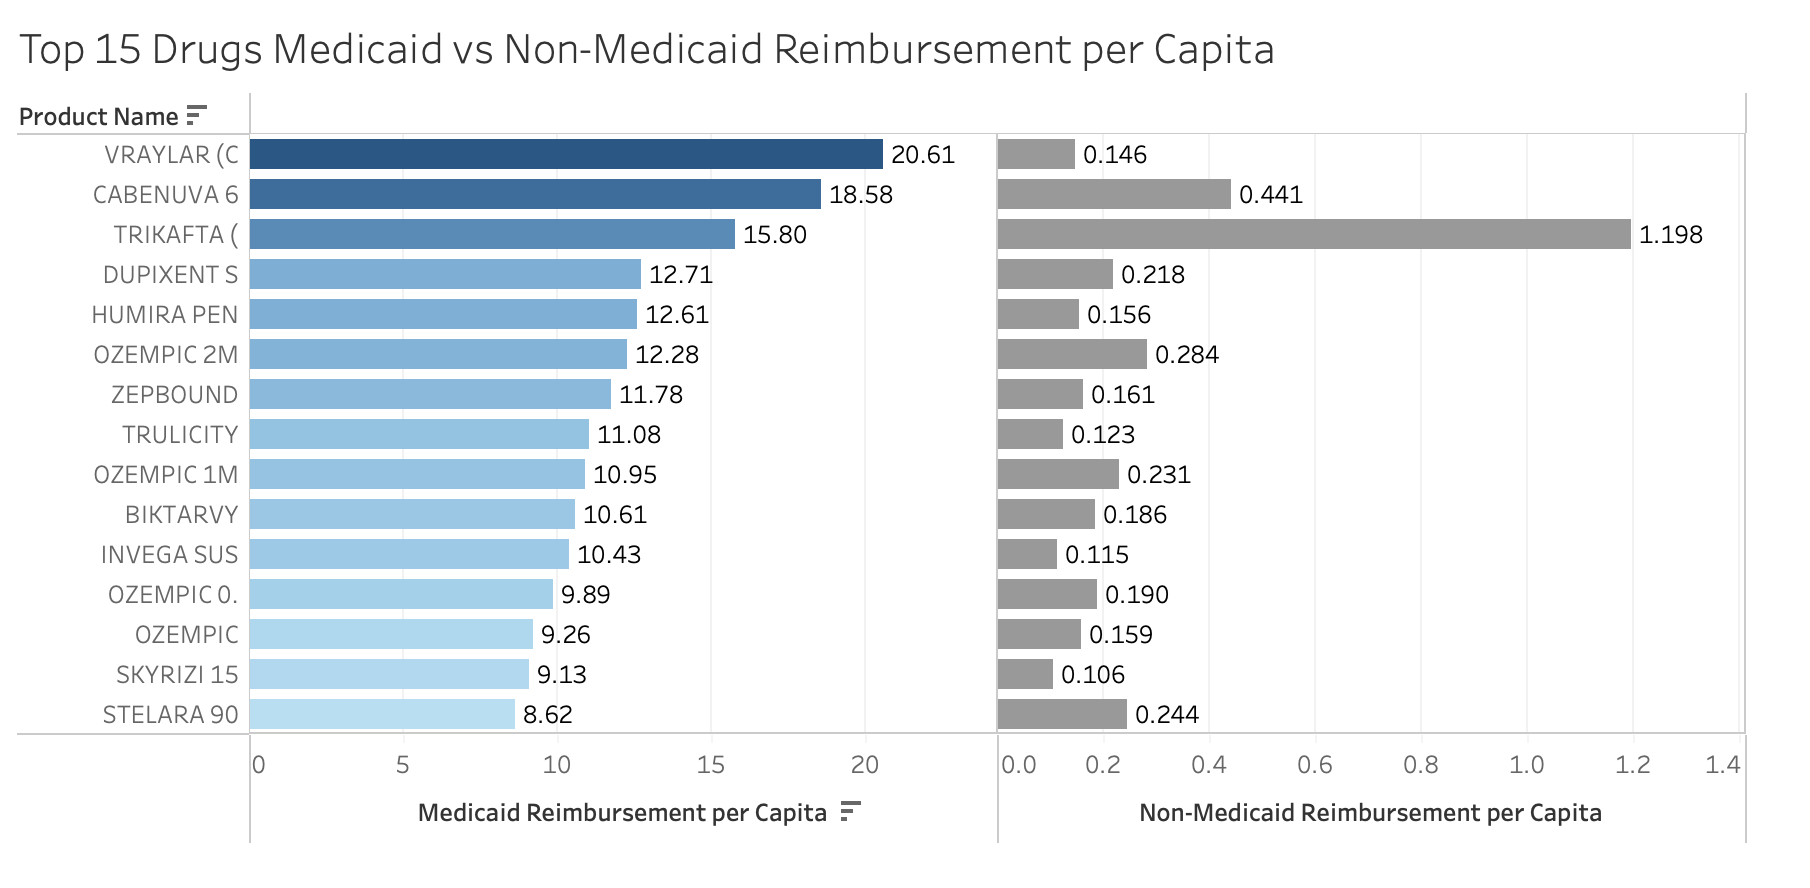 Top 15 Drugs Medicaid vs Non-Medicaid Reimbursement per Capita
Product Name
VRAYLAR (C 20.61 0.146
CABENUVA 6 18.58 0.441
TRIKAFTA ( 15.80 1.198
DUPIXENT S 12.71 0.218
HUMIRA PEN 12.61 0.156
OZEMPIC 2M 12.28 0.284
ZEPBOUND 11.78 0.161
TRULICITY 11.08 0.123
OZEMPIC 1M 10.95 0.231
BIKTARVY 10.61 0.186
INVEGA SUS 10.43 0.115
OZEMPIC 0. 9.89 0.190
OZEMPIC 9.26 0.159
SKYRIZI 15 9.13 0.106
STELARA 90 8.62 0.244
0 5 10 15 20 0.0 0.2 0.4 0.6 0.8 1.0 1.2 1.4
Medicaid Reimbursement per Capita Non-Medicaid Reimbursement per Capita